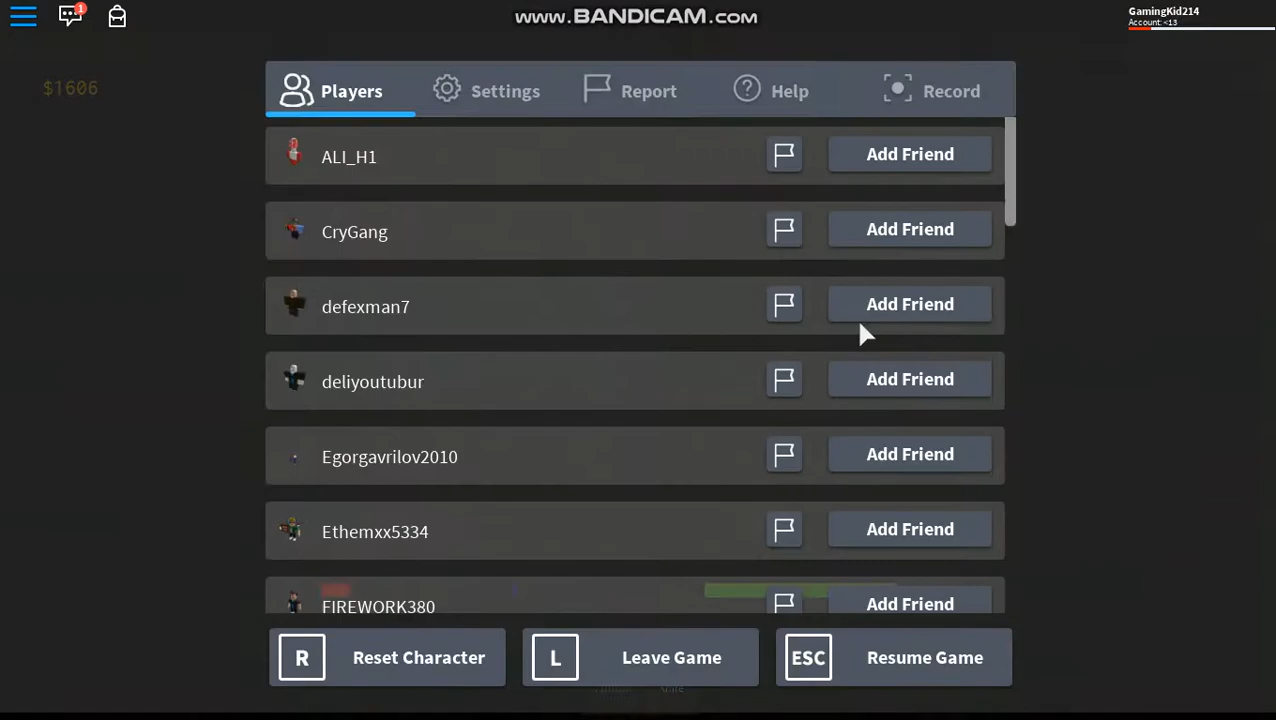 www.BANDICAM.com
1
GamingKid214
Account: <13
$1606
Players
Settings
Report
Help
Record
ALI_H1
Add Friend
CryGang
Add Friend
defexman7
Add Friend
deliyoutubur
Add Friend
Egorgavrilov2010
Add Friend
Ethemxx5334
Add Friend
FIREWORK380
Add Friend
R Reset Character
L Leave Game
ESC Resume Game